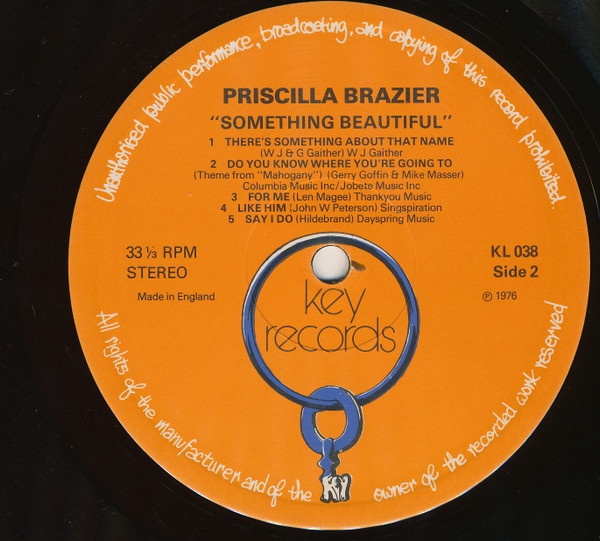 Unauthorised public performance, broadcasting, and copying of this record prohibited.
PRISCILLA BRAZIER
"SOMETHING BEAUTIFUL"
1 THERE'S SOMETHING ABOUT THAT NAME
(W J & G Gaither) W J Gaither
2 DO YOU KNOW WHERE YOU'RE GOING TO
(Theme from "Mahogany") (Gerry Goffin & Mike Masser)
Columbia Music Inc/Jobete Music Inc
3 FOR ME (Len Magee) Thankyou Music
4 LIKE HIM (John W Peterson) Singspiration
5 SAY I DO (Hildebrand) Dayspring Music
33 ⅓ RPM
STEREO
Made in England
KL 038
Side 2
℗ 1976
key
records
All rights of the manufacturer and of the owner of the recorded work reserved